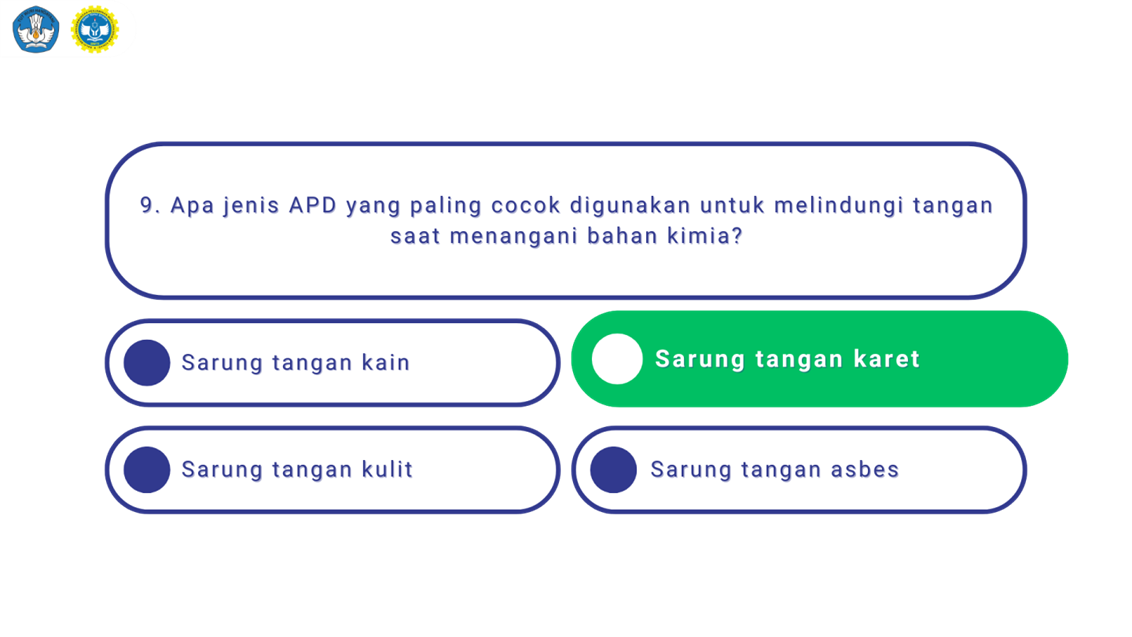 9. Apa jenis APD yang paling cocok digunakan untuk melindungi tangan
saat menangani bahan kimia?
Sarung tangan kain
Sarung tangan karet
Sarung tangan kulit
Sarung tangan asbes